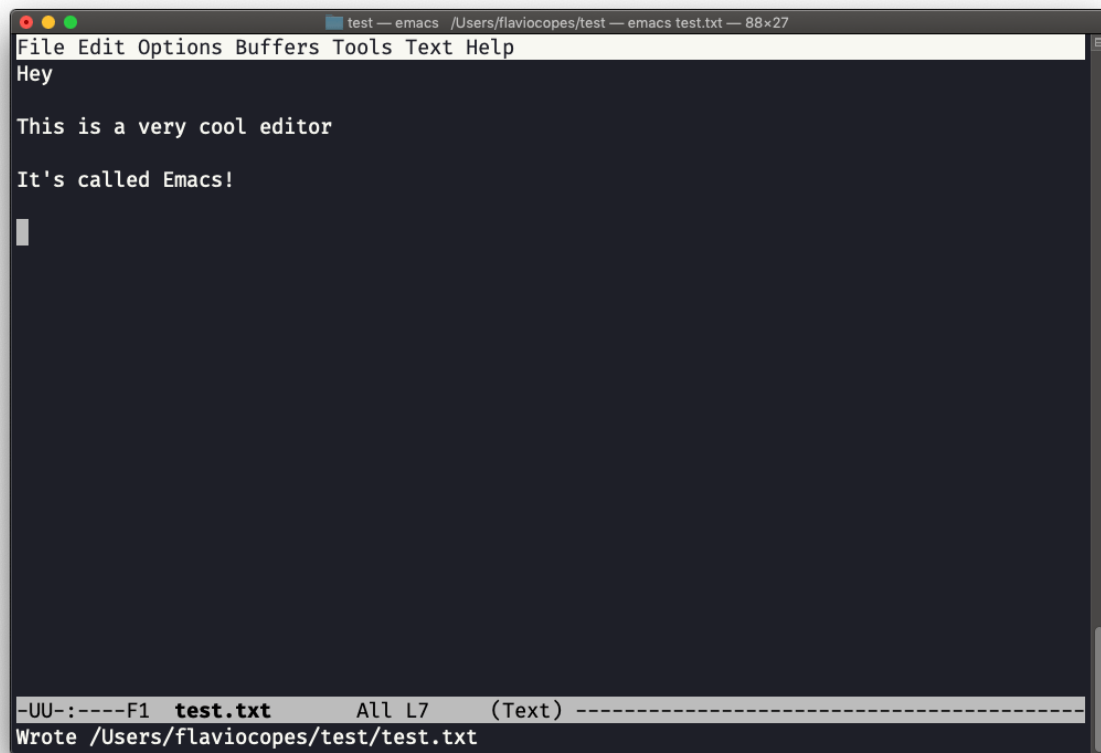 test — emacs  /Users/flaviocopes/test — emacs test.txt — 88×27
File Edit Options Buffers Tools Text Help
Hey
This is a very cool editor
It's called Emacs!
-UU-:----F1  test.txt       All L7     (Text) ------------------------------------------
Wrote /Users/flaviocopes/test/test.txt